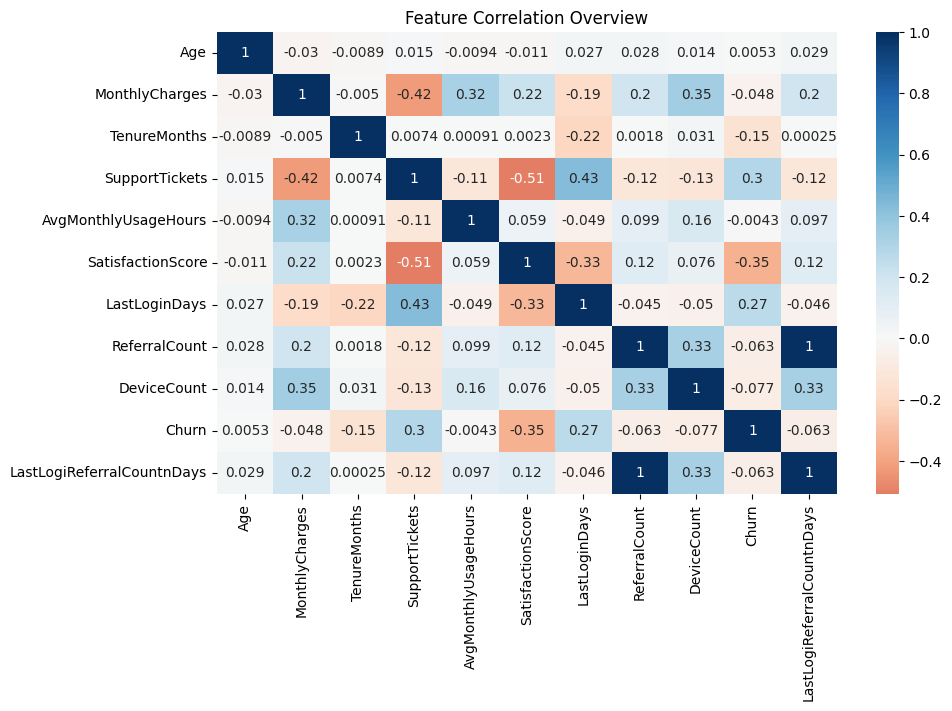 Feature Correlation Overview
Age 1 -0.03 -0.0089 0.015 -0.0094 -0.011 0.027 0.028 0.014 0.0053 0.029
MonthlyCharges -0.03 1 -0.005 -0.42 0.32 0.22 -0.19 0.2 0.35 -0.048 0.2
TenureMonths -0.0089 -0.005 1 0.0074 0.00091 0.0023 -0.22 0.0018 0.031 -0.15 0.00025
SupportTickets 0.015 -0.42 0.0074 1 -0.11 -0.51 0.43 -0.12 -0.13 0.3 -0.12
AvgMonthlyUsageHours -0.0094 0.32 0.00091 -0.11 1 0.059 -0.049 0.099 0.16 -0.0043 0.097
SatisfactionScore -0.011 0.22 0.0023 -0.51 0.059 1 -0.33 0.12 0.076 -0.35 0.12
LastLoginDays 0.027 -0.19 -0.22 0.43 -0.049 -0.33 1 -0.045 -0.05 0.27 -0.046
ReferralCount 0.028 0.2 0.0018 -0.12 0.099 0.12 -0.045 1 0.33 -0.063 1
DeviceCount 0.014 0.35 0.031 -0.13 0.16 0.076 -0.05 0.33 1 -0.077 0.33
Churn 0.0053 -0.048 -0.15 0.3 -0.0043 -0.35 0.27 -0.063 -0.077 1 -0.063
LastLogiReferralCountnDays 0.029 0.2 0.00025 -0.12 0.097 0.12 -0.046 1 0.33 -0.063 1
Age
MonthlyCharges
TenureMonths
SupportTickets
AvgMonthlyUsageHours
SatisfactionScore
LastLoginDays
ReferralCount
DeviceCount
Churn
LastLogiReferralCountnDays
1.0
0.8
0.6
0.4
0.2
0.0
−0.2
−0.4